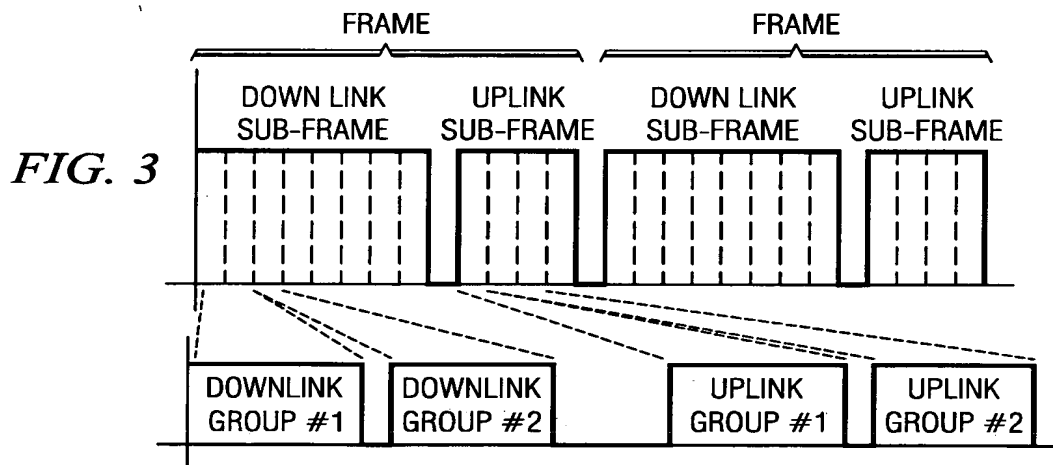 FRAME
FRAME
DOWN LINK
SUB-FRAME
UPLINK
SUB-FRAME
DOWN LINK
SUB-FRAME
UPLINK
SUB-FRAME
FIG. 3
DOWNLINK
GROUP #1
DOWNLINK
GROUP #2
UPLINK
GROUP #1
UPLINK
GROUP #2